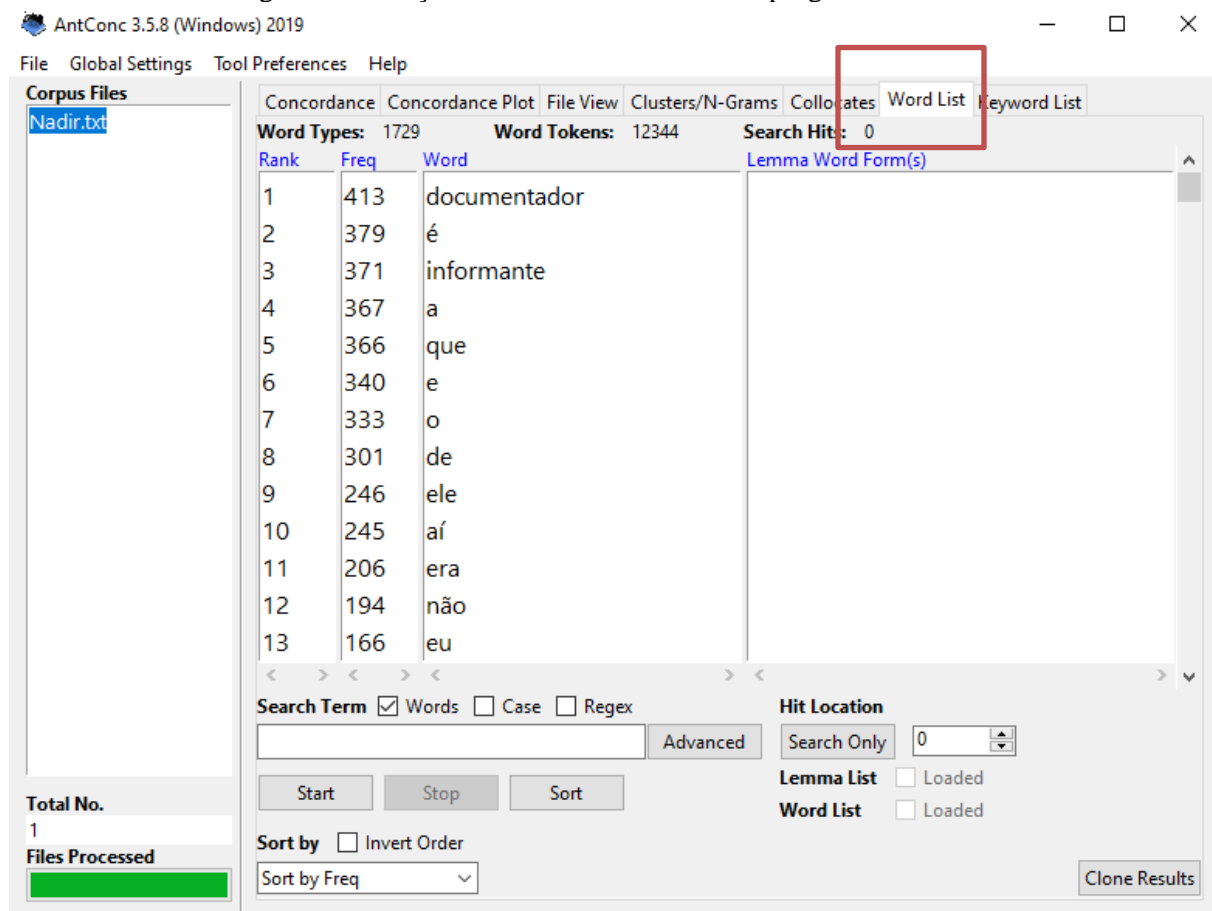 AntConc 3.5.8 (Windows) 2019
File Global Settings Tool Preferences Help
Corpus Files
Nadir.txt
Concordance Concordance Plot File View Clusters/N-Grams Collocates Word List Keyword List
Word Types: 1729 Word Tokens: 12344 Search Hits: 0
Rank Freq Word Lemma Word Form(s)
1 413 documentador
2 379 é
3 371 informante
4 367 a
5 366 que
6 340 e
7 333 o
8 301 de
9 246 ele
10 245 aí
11 206 era
12 194 não
13 166 eu
Search Term Words Case Regex Hit Location
Advanced Search Only 0
Start Stop Sort Lemma List Loaded
Word List Loaded
Total No.
1
Files Processed
Sort by Invert Order
Sort by Freq Clone Results